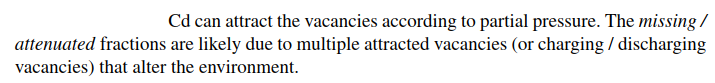 Cd can attract the vacancies according to partial pressure. The missing /
attenuated fractions are likely due to multiple attracted vacancies (or charging / discharging
vacancies) that alter the environment.